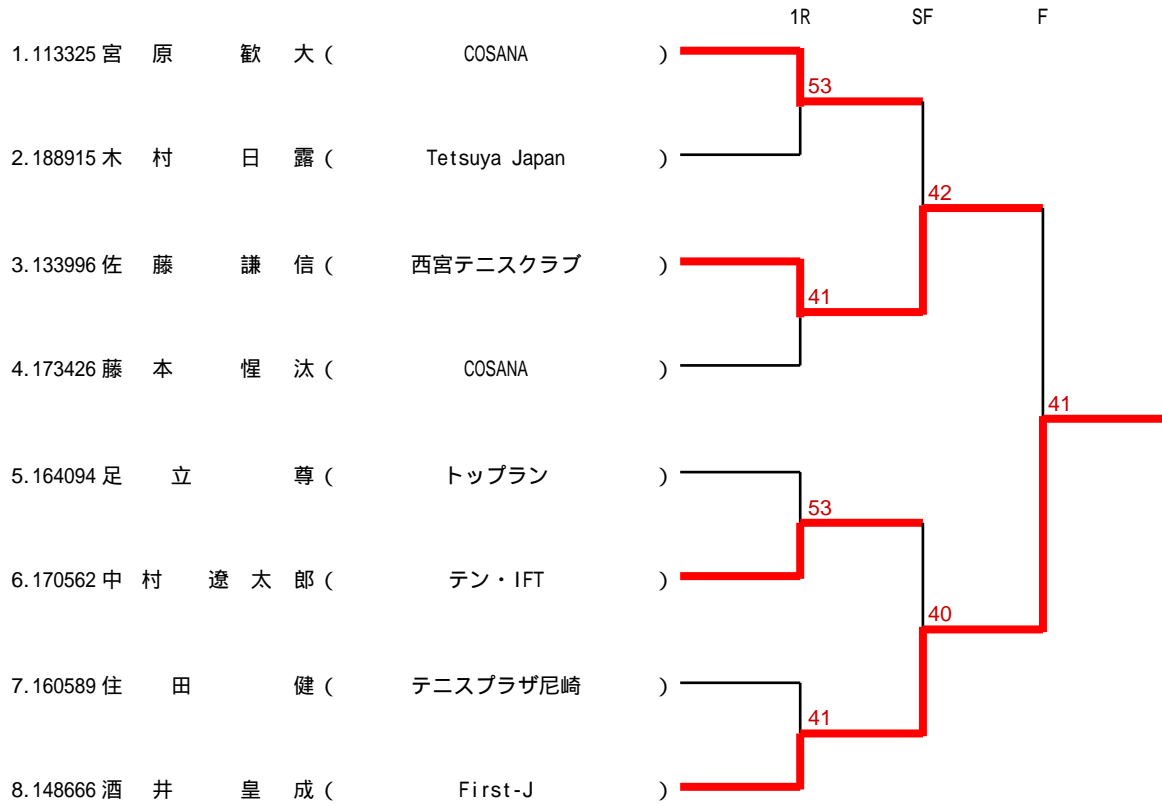 1R SF F
1.113325 宮 原 歓 大 ( COSANA )
53
2.188915 木 村 日 露 ( Tetsuya Japan )
42
3.133996 佐 藤 謙 信 ( 西宮テニスクラブ )
41
4.173426 藤 本 惺 汰 ( COSANA )
41
5.164094 足 立 尊 ( トップラン )
53
6.170562 中 村 遼 太 郎 ( テン・IFT )
40
7.160589 住 田 健 ( テニスプラザ尼崎 )
41
8.148666 酒 井 皇 成 ( First-J )